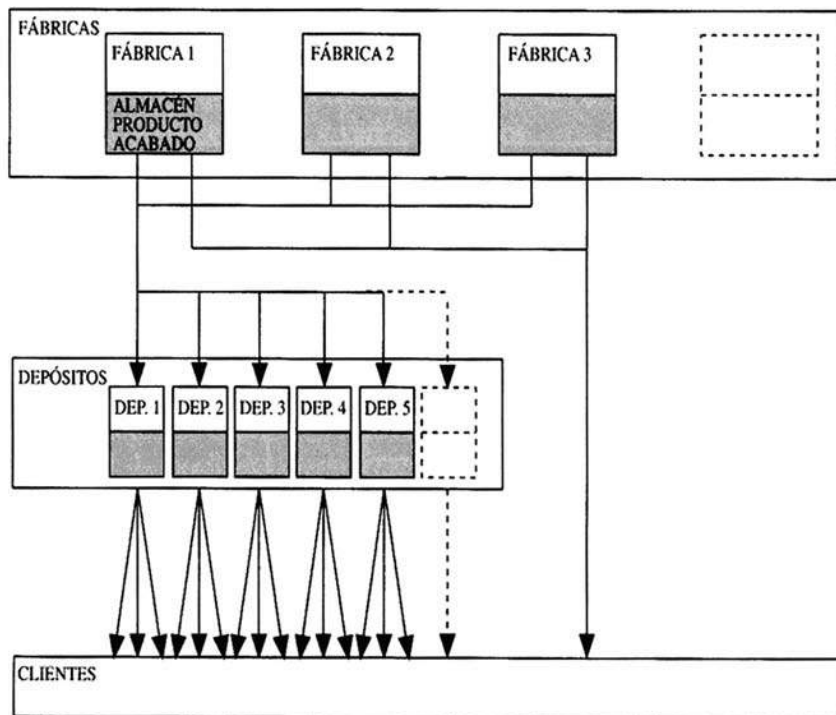 FÁBRICAS
FÁBRICA 1
FÁBRICA 2
FÁBRICA 3
ALMACÉN
PRODUCTO
ACABADO
DEPÓSITOS
DEP. 1
DEP. 2
DEP. 3
DEP. 4
DEP. 5
CLIENTES